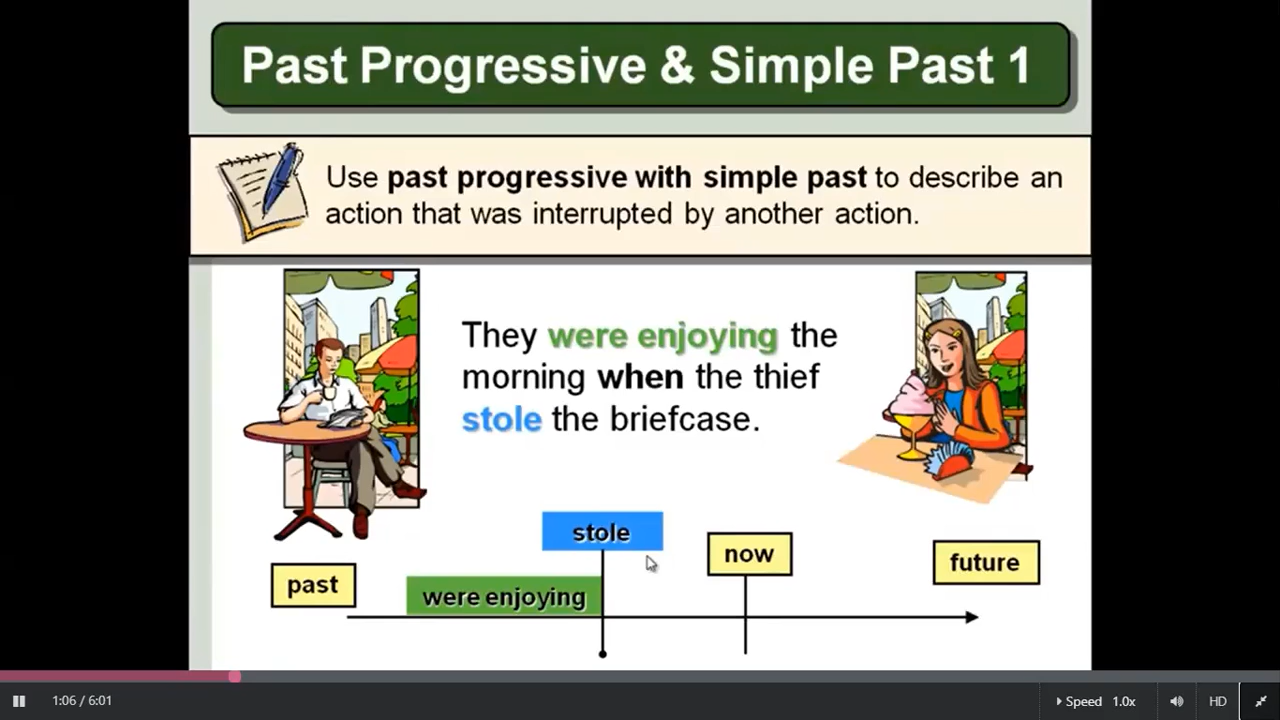 Past Progressive & Simple Past 1
Use past progressive with simple past to describe an
action that was interrupted by another action.
They were enjoying the
morning when the thief
stole the briefcase.
stole
now
future
past
were enjoying
1:06 / 6:01
Speed 1.0x
HD